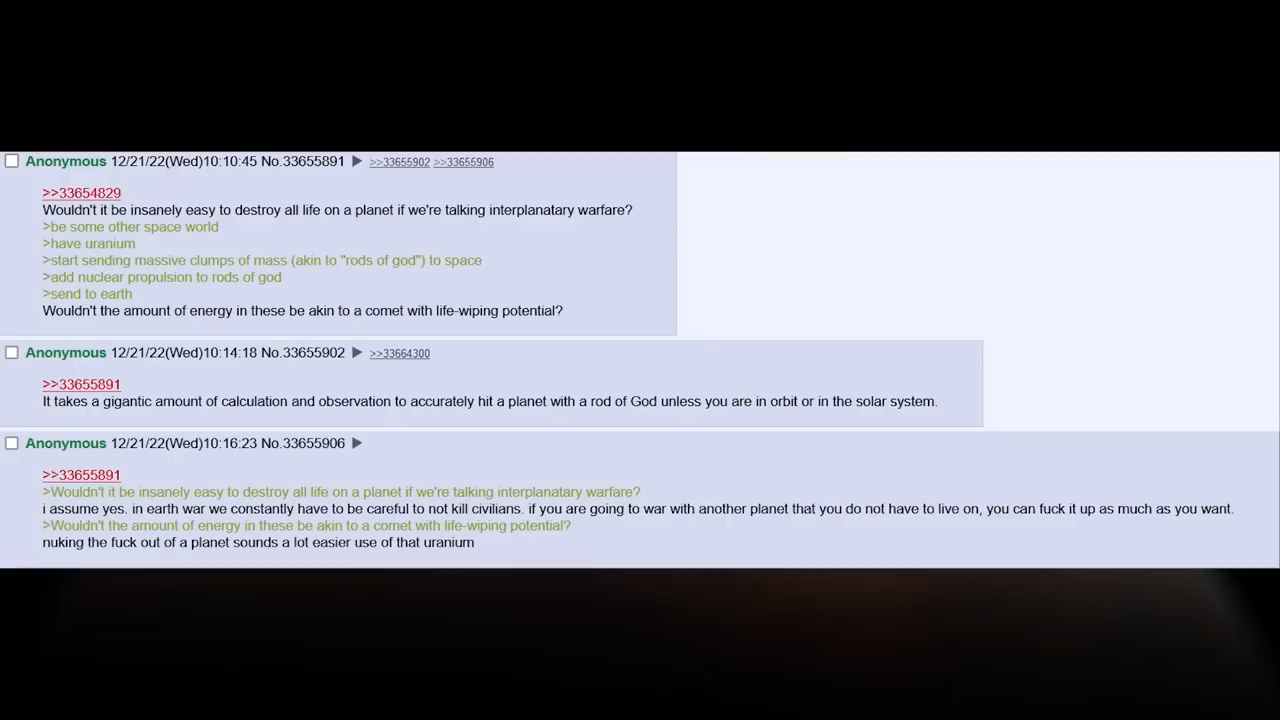 Anonymous 12/21/22(Wed)10:10:45 No.33655891 ▶ >>33655902 >>33655906
>>33654829
Wouldn't it be insanely easy to destroy all life on a planet if we're talking interplanatary warfare?
>be some other space world
>have uranium
>start sending massive clumps of mass (akin to "rods of god") to space
>add nuclear propulsion to rods of god
>send to earth
Wouldn't the amount of energy in these be akin to a comet with life-wiping potential?
Anonymous 12/21/22(Wed)10:14:18 No.33655902 ▶ >>33664300
>>33655891
It takes a gigantic amount of calculation and observation to accurately hit a planet with a rod of God unless you are in orbit or in the solar system.
Anonymous 12/21/22(Wed)10:16:23 No.33655906 ▶
>>33655891
>Wouldn't it be insanely easy to destroy all life on a planet if we're talking interplanatary warfare?
i assume yes. in earth war we constantly have to be careful to not kill civilians. if you are going to war with another planet that you do not have to live on, you can fuck it up as much as you want.
>Wouldn't the amount of energy in these be akin to a comet with life-wiping potential?
nuking the fuck out of a planet sounds a lot easier use of that uranium